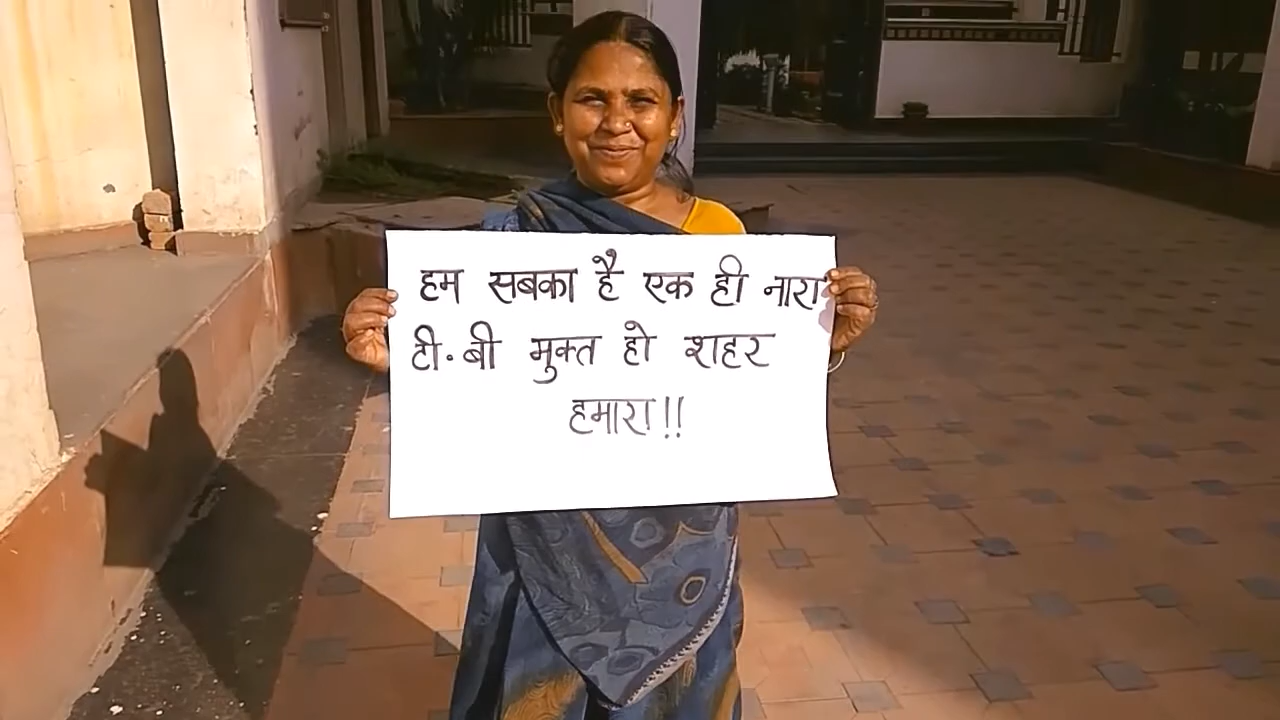 हम सबका है एक ही नारा
टी.बी मुक्त हो शहर
हमारा!!